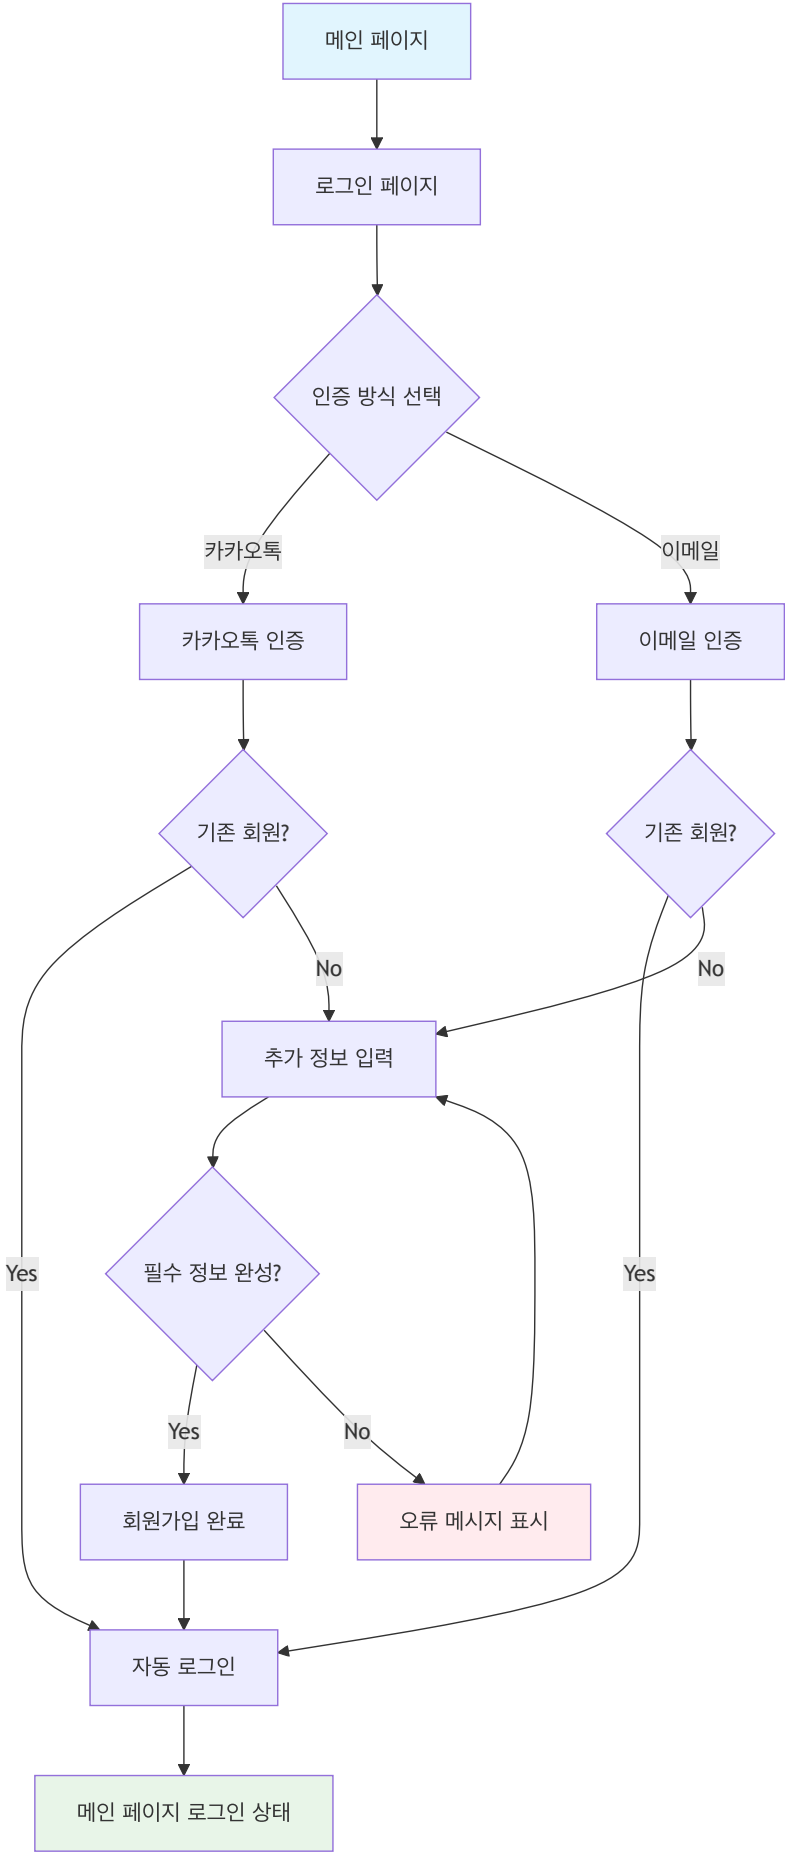 메인 페이지
로그인 페이지
인증 방식 선택
카카오톡
이메일
카카오톡 인증
이메일 인증
기존 회원?
기존 회원?
No
No
추가 정보 입력
Yes
필수 정보 완성?
Yes
Yes
No
회원가입 완료
오류 메시지 표시
자동 로그인
메인 페이지 로그인 상태